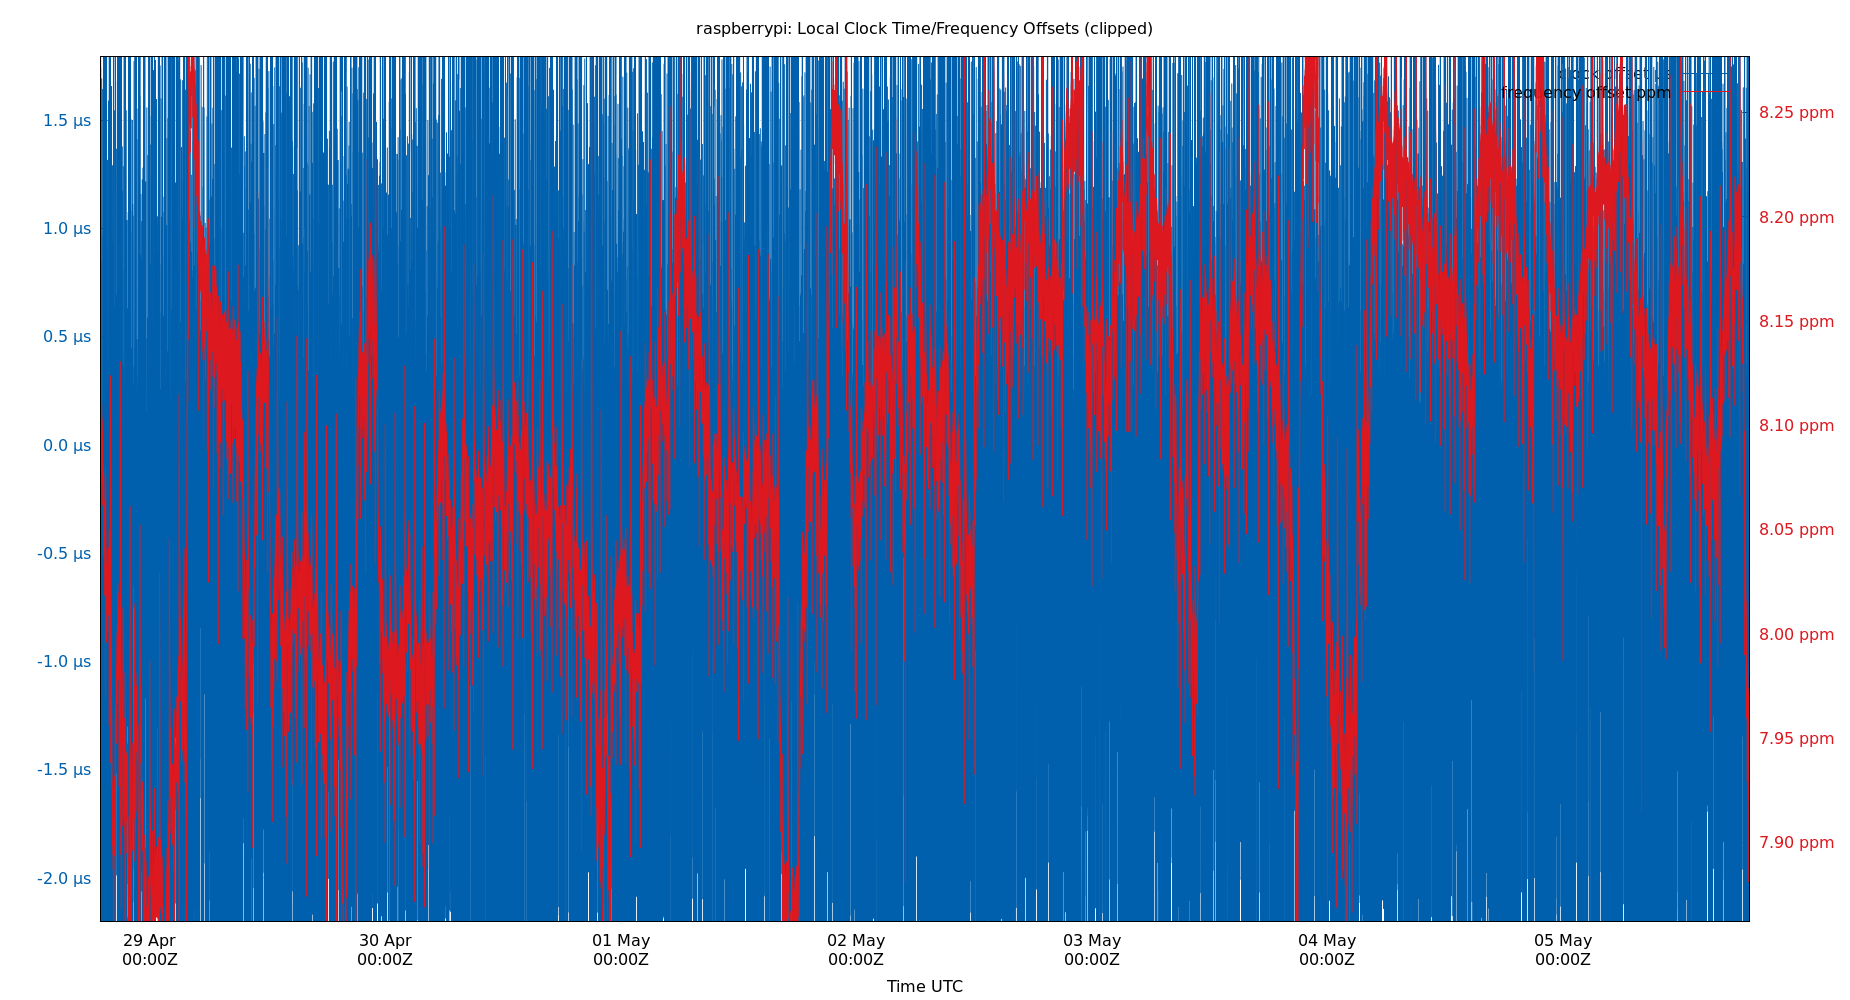 raspberrypi: Local Clock Time/Frequency Offsets (clipped)
clock offset µs
frequency offset ppm
1.5 µs
1.0 µs
0.5 µs
0.0 µs
-0.5 µs
-1.0 µs
-1.5 µs
-2.0 µs
8.25 ppm
8.20 ppm
8.15 ppm
8.10 ppm
8.05 ppm
8.00 ppm
7.95 ppm
7.90 ppm
29 Apr
00:00Z
30 Apr
00:00Z
01 May
00:00Z
02 May
00:00Z
03 May
00:00Z
04 May
00:00Z
05 May
00:00Z
Time UTC